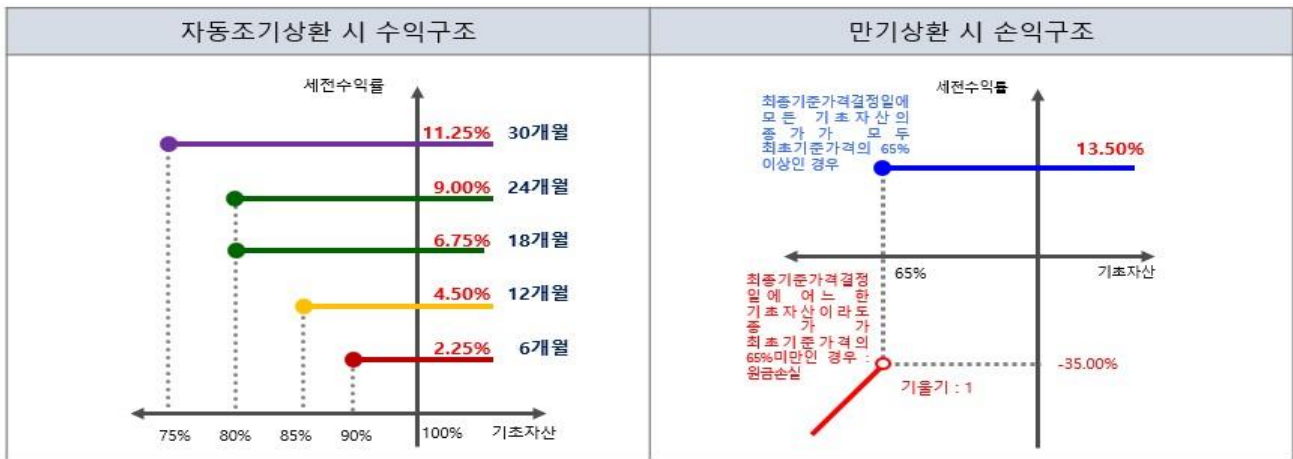 자동조기상환 시 수익구조
세전수익률
11.25% 30개월
9.00% 24개월
6.75% 18개월
4.50% 12개월
2.25% 6개월
75% 80% 85% 90% 100% 기초자산
만기상환 시 손익구조
세전수익률
최종기준가격결정일에
모든 기초자산의
종가가 모두
최초기준가격의 65%
이상인 경우
13.50%
65%
기초자산
최종기준가격결정
일에 어느 한
기초자산이라도
종가가
최초기준가격의
65%미만인 경우 :
원금손실
-35.00%
기울기 : 1